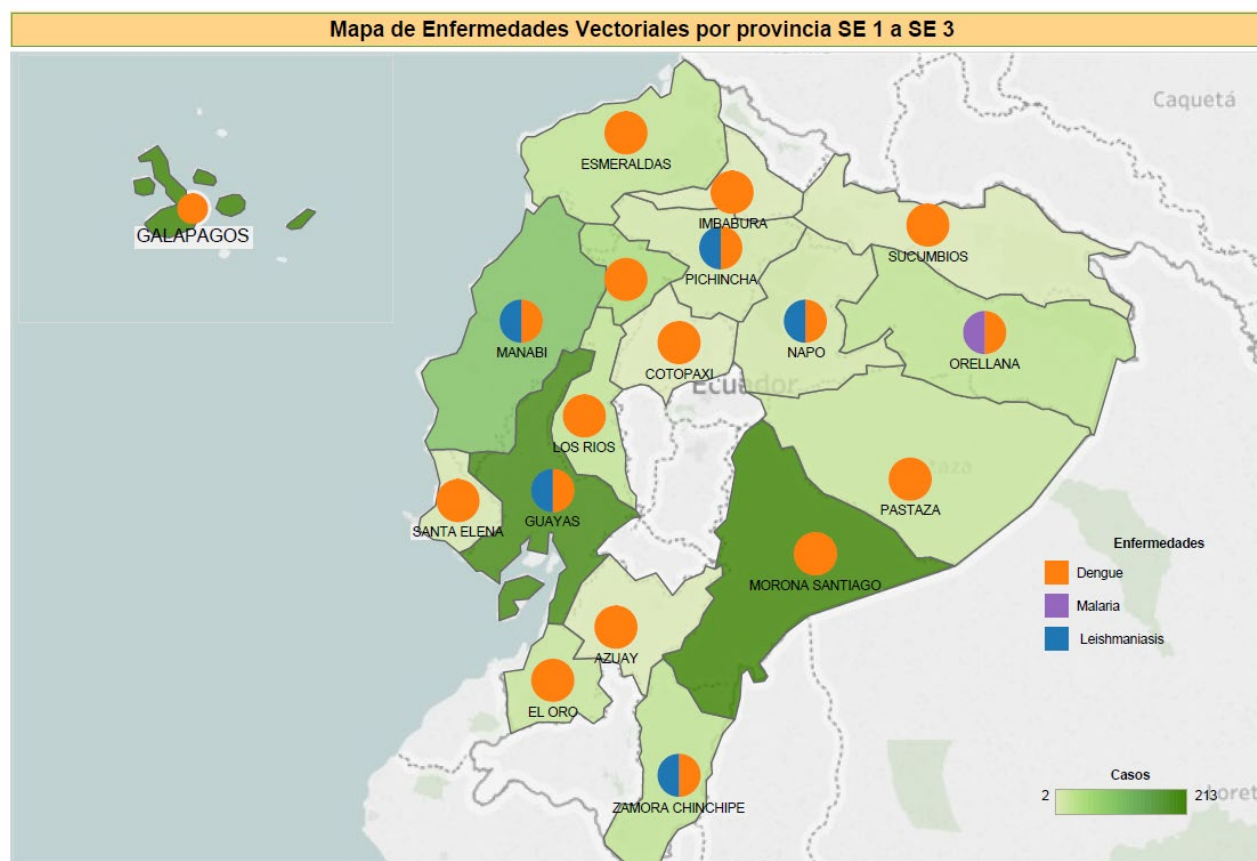 Mapa de Enfermedades Vectoriales por provincia SE 1 a SE 3
Caquetá
ESMERALDAS
IMBABURA
GALAPAGOS
SUCUMBIOS
PICHINCHA
MANABI
NAPO
ORELLANA
COTOPAXI
Ecuador
LOS RIOS
PASTAZA
SANTA ELENA
GUAYAS
Enfermedades
MORONA SANTIAGO
Dengue
Malaria
Leishmaniasis
AZUAY
EL ORO
Casos
2
213
ZAMORA CHINCHIPE